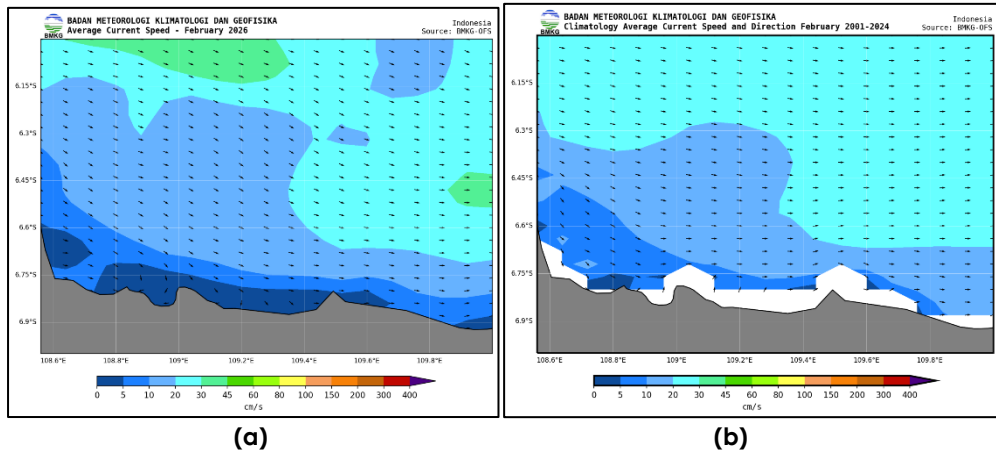 BADAN METEOROLOGI KLIMATOLOGI DAN GEOFISIKA
Average Current Speed - February 2026
Indonesia
Source: BMKG-OFS
BMKG
6.15°S
6.3°S
6.45°S
6.6°S
6.75°S
6.9°S
108.6°E 108.8°E 109°E 109.2°E 109.4°E 109.6°E 109.8°E
0 5 10 20 30 45 60 80 100 150 200 300 400
cm/s
(a)
BADAN METEOROLOGI KLIMATOLOGI DAN GEOFISIKA
Climatology Average Current Speed and Direction February 2001-2024
Indonesia
Source: BMKG-OFS
BMKG
6.15°S
6.3°S
6.45°S
6.6°S
6.75°S
6.9°S
108.6°E 108.8°E 109°E 109.2°E 109.4°E 109.6°E 109.8°E
0 5 10 20 30 45 60 80 100 150 200 300 400
cm/s
(b)